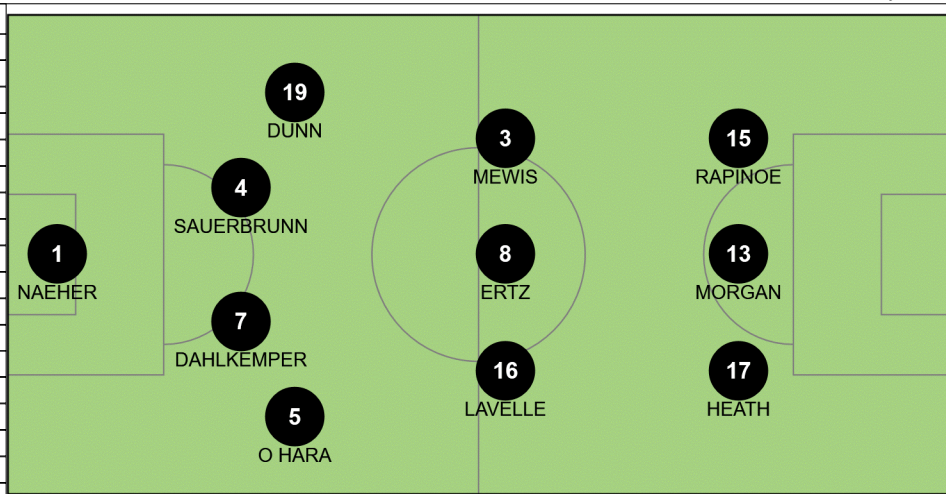 19
DUNN
3
MEWIS
15
RAPINOE
4
SAUERBRUNN
1
NAEHER
8
ERTZ
13
MORGAN
7
DAHLKEMPER
16
LAVELLE
17
HEATH
5
O HARA